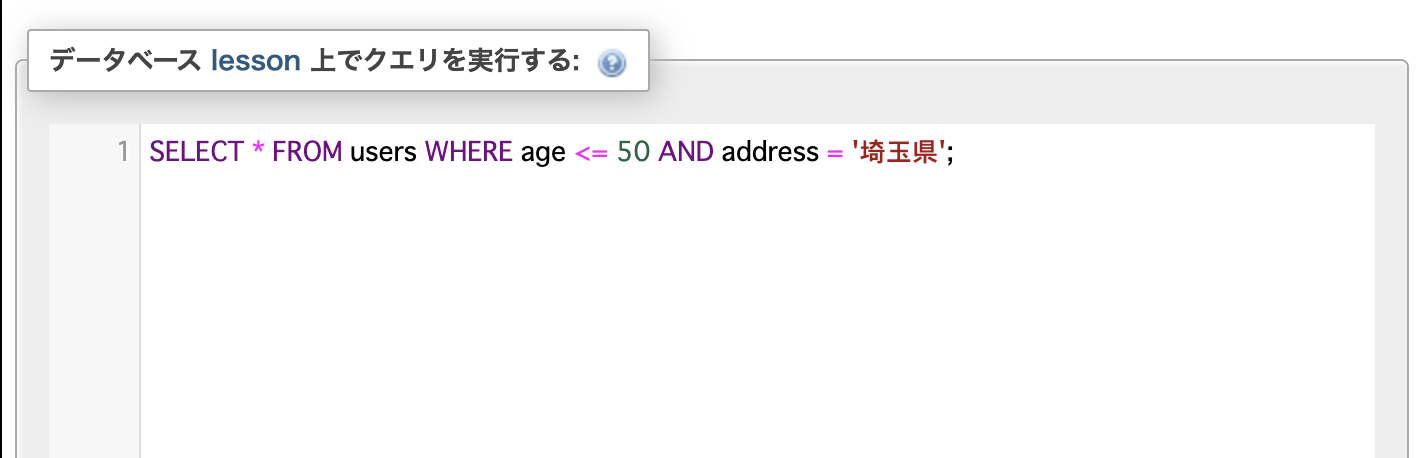 データベース lesson 上でクエリを実行する:
1 SELECT * FROM users WHERE age <= 50 AND address = '埼玉県';